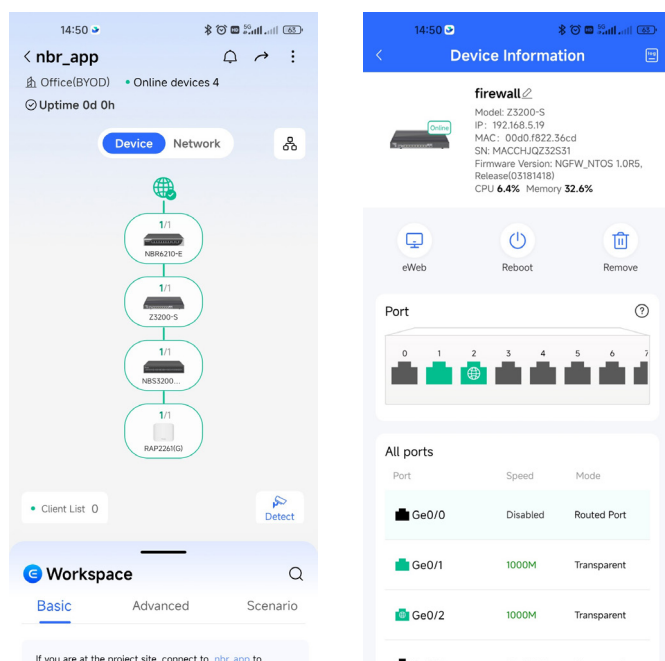 14:50
5G
63
nbr_app
Office(BYOD)
Online devices 4
Uptime 0d 0h
Device
Network
1/1
NBR6210-E
1/1
Z3200-S
1/1
NBS3200...
1/1
RAP2261(G)
Client List 0
Detect
Workspace
Basic
Advanced
Scenario
If you are at the project site, connect to nbr_app to
14:50
5G
63
Device Information
log
Online
firewall
Model: Z3200-S
IP: 192.168.5.19
MAC: 00d0.f822.36cd
SN: MACCHJQZ32S31
Firmware Version: NGFW_NTOS 1.0R5,
Release(03181418)
CPU 6.4% Memory 32.6%
eWeb
Reboot
Remove
Port
0 1 2 3 4 5 6 7
All ports
Port Speed Mode
Ge0/0 Disabled Routed Port
Ge0/1 1000M Transparent
Ge0/2 1000M Transparent